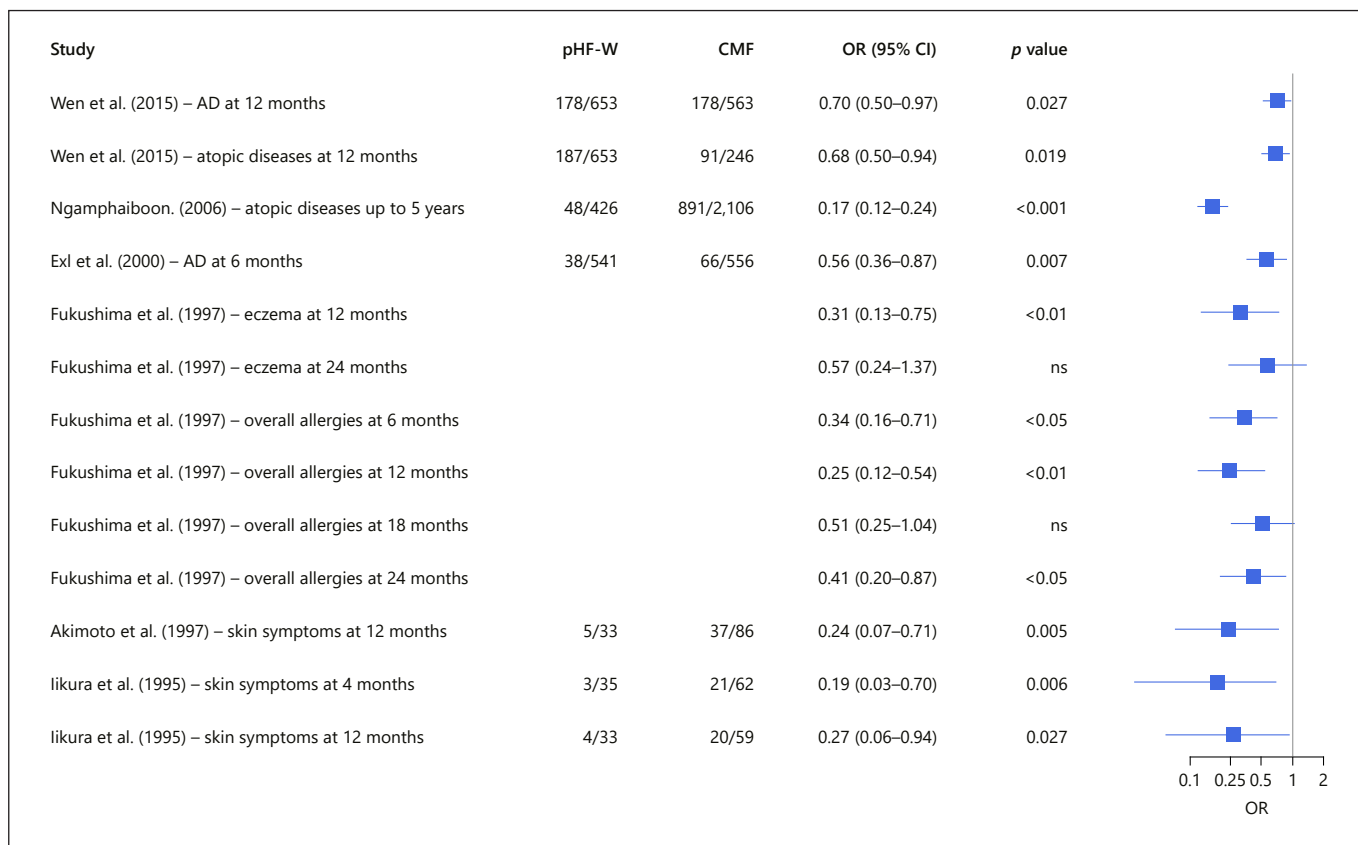 Study pHF-W CMF OR (95% CI) p value
Wen et al. (2015) – AD at 12 months 178/653 178/563 0.70 (0.50–0.97) 0.027
Wen et al. (2015) – atopic diseases at 12 months 187/653 91/246 0.68 (0.50–0.94) 0.019
Ngamphaiboon. (2006) – atopic diseases up to 5 years 48/426 891/2,106 0.17 (0.12–0.24) <0.001
Exl et al. (2000) – AD at 6 months 38/541 66/556 0.56 (0.36–0.87) 0.007
Fukushima et al. (1997) – eczema at 12 months 0.31 (0.13–0.75) <0.01
Fukushima et al. (1997) – eczema at 24 months 0.57 (0.24–1.37) ns
Fukushima et al. (1997) – overall allergies at 6 months 0.34 (0.16–0.71) <0.05
Fukushima et al. (1997) – overall allergies at 12 months 0.25 (0.12–0.54) <0.01
Fukushima et al. (1997) – overall allergies at 18 months 0.51 (0.25–1.04) ns
Fukushima et al. (1997) – overall allergies at 24 months 0.41 (0.20–0.87) <0.05
Akimoto et al. (1997) – skin symptoms at 12 months 5/33 37/86 0.24 (0.07–0.71) 0.005
Iikura et al. (1995) – skin symptoms at 4 months 3/35 21/62 0.19 (0.03–0.70) 0.006
Iikura et al. (1995) – skin symptoms at 12 months 4/33 20/59 0.27 (0.06–0.94) 0.027
0.1 0.25 0.5 1 2
OR